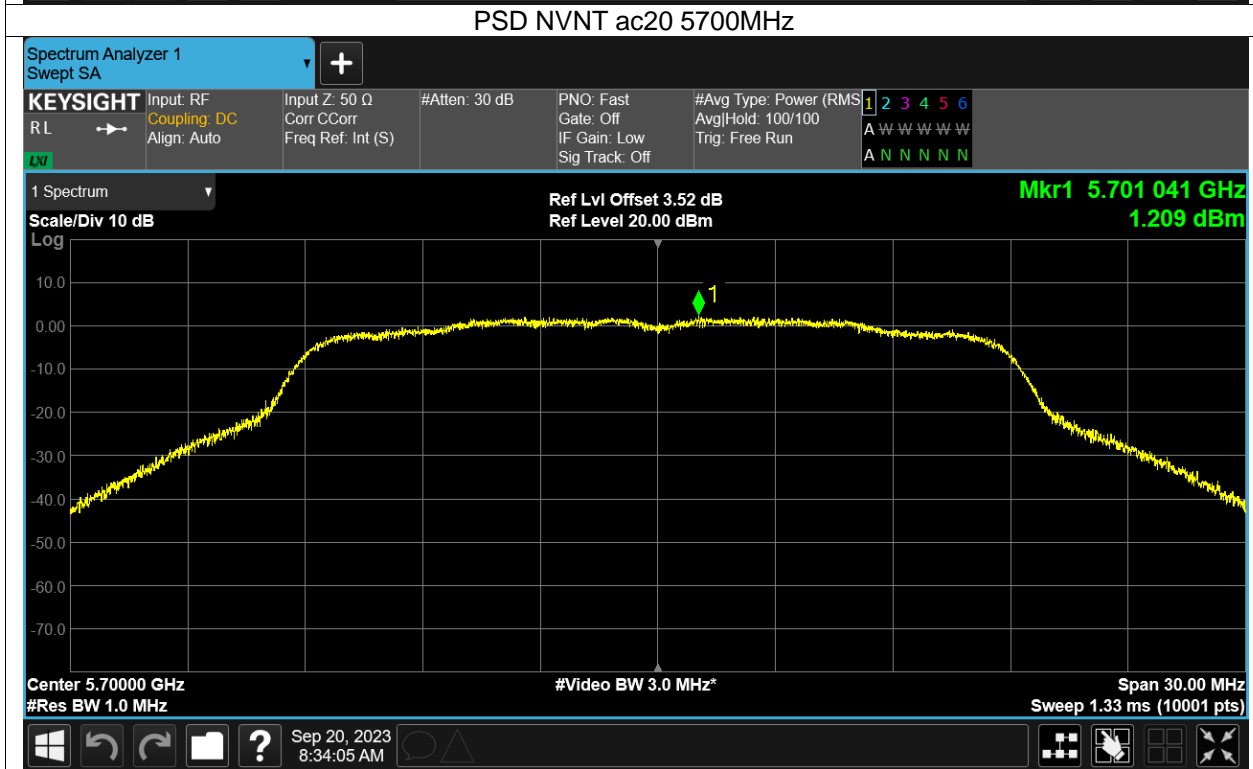 PSD NVNT ac20 5700MHz
Spectrum Analyzer 1
Swept SA
KEYSIGHT
RL
LXI
Input: RF
Coupling: DC
Align: Auto
Input Z: 50 Ω
Corr CCorr
Freq Ref: Int (S)
#Atten: 30 dB
PNO: Fast
Gate: Off
IF Gain: Low
Sig Track: Off
#Avg Type: Power (RMS
Avg|Hold: 100/100
Trig: Free Run
1 2 3 4 5 6
A W W W W W
A N N N N N
1 Spectrum
Scale/Div 10 dB
Log
Ref Lvl Offset 3.52 dB
Ref Level 20.00 dBm
Mkr1 5.701 041 GHz
1.209 dBm
1
10.0
0.00
-10.0
-20.0
-30.0
-40.0
-50.0
-60.0
-70.0
Center 5.70000 GHz
#Res BW 1.0 MHz
#Video BW 3.0 MHz*
Span 30.00 MHz
Sweep 1.33 ms (10001 pts)
?
Sep 20, 2023
8:34:05 AM